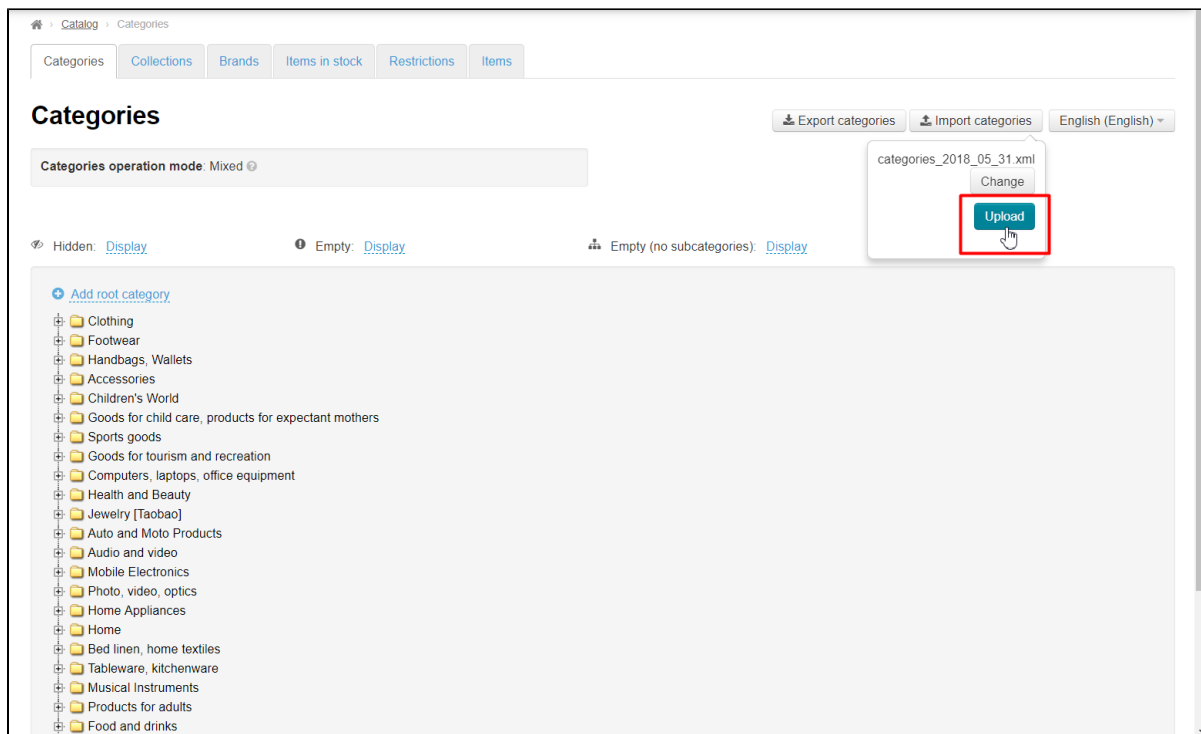 Catalog > Categories
Categories Collections Brands Items in stock Restrictions Items
Categories
Export categories Import categories English (English)
Categories operation mode: Mixed
categories_2018_05_31.xml
Change
Upload
Hidden: Display Empty: Display Empty (no subcategories): Display
Add root category
Clothing
Footwear
Handbags, Wallets
Accessories
Children's World
Goods for child care, products for expectant mothers
Sports goods
Goods for tourism and recreation
Computers, laptops, office equipment
Health and Beauty
Jewelry [Taobao]
Auto and Moto Products
Audio and video
Mobile Electronics
Photo, video, optics
Home Appliances
Home
Bed linen, home textiles
Tableware, kitchenware
Musical Instruments
Products for adults
Food and drinks